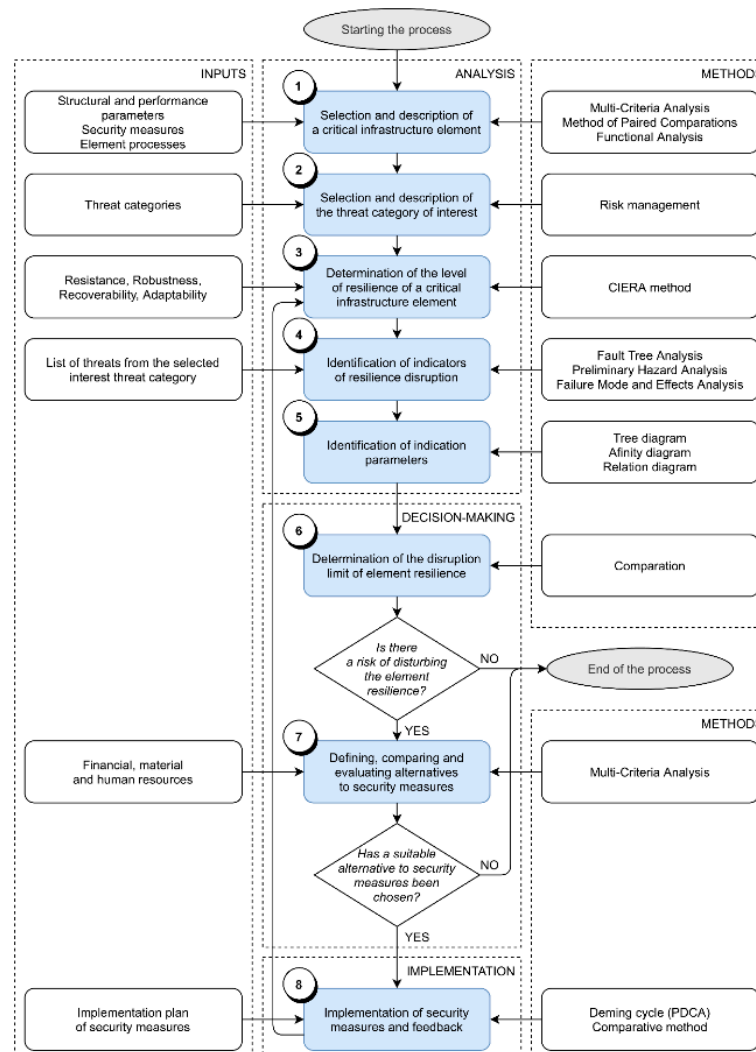 Starting the process
INPUTS
ANALYSIS
METHODS
1
Structural and performance
parameters
Security measures
Element processes
Selection and description of
a critical infrastructure element
Multi-Criteria Analysis
Method of Paired Comparations
Functional Analysis
2
Threat categories
Selection and description of
the threat category of interest
Risk management
3
Resistance, Robustness,
Recoverability, Adaptability
Determination of the level
of resilience of a critical
infrastructure element
CIERA method
4
List of threats from the selected
interest threat category
Identification of indicators
of resilience disruption
Fault Tree Analysis
Preliminary Hazard Analysis
Failure Mode and Effects Analysis
5
Identification of indication
parameters
Tree diagram
Afinity diagram
Relation diagram
DECISION-MAKING
6
Determination of the disruption
limit of element resilience
Comparation
Is there
a risk of disturbing
the element
resilience?
NO
End of the process
YES
METHODS
7
Financial, material
and human resources
Defining, comparing and
evaluating alternatives
to security measures
Multi-Criteria Analysis
Has a suitable
alternative to security
measures been
chosen?
NO
YES
IMPLEMENTATION
8
Implementation plan
of security measures
Implementation of security
measures and feedback
Deming cycle (PDCA)
Comparative method